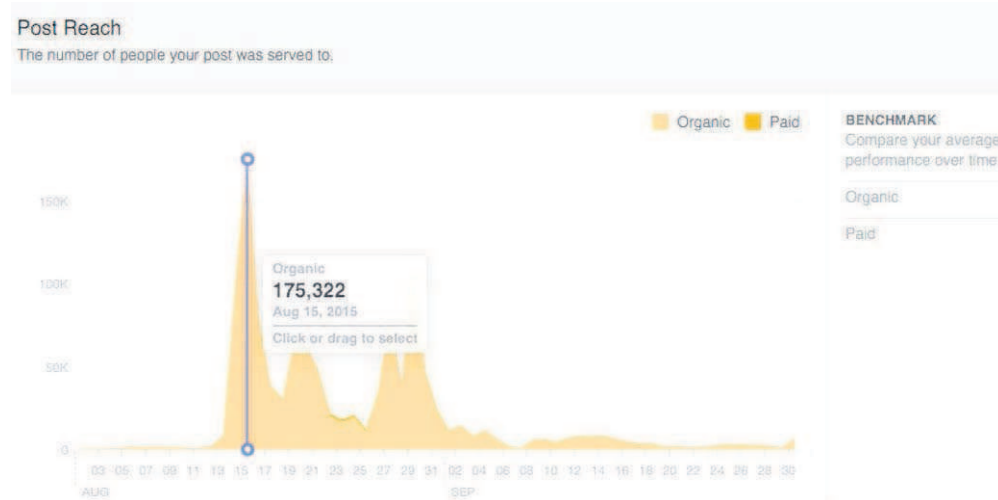 Post Reach
The number of people your post was served to.
Organic Paid
BENCHMARK
Compare your average
performance over time
Organic
Paid
150K
100K
50K
0
Organic
175,322
Aug 15, 2015
Click or drag to select
03 05 07 09 11 13 15 17 19 21 23 25 27 29 31 02 04 06 08 10 12 14 16 18 20 22 24 26 28 30
AUG SEP